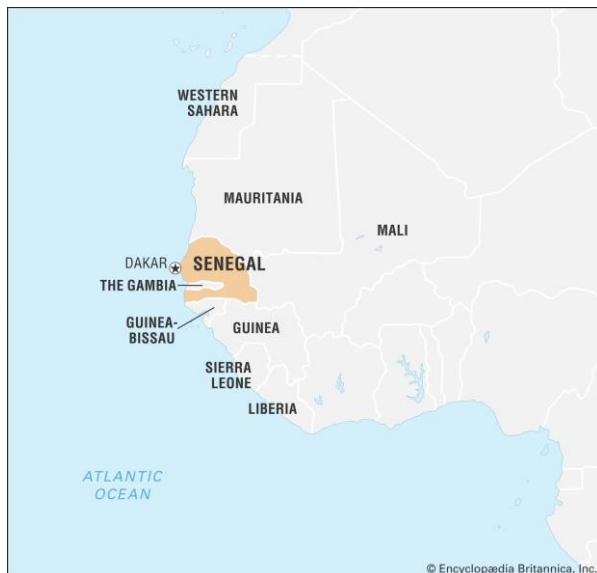 WESTERN
SAHARA
MAURITANIA
MALI
DAKAR
SENEGAL
THE GAMBIA
GUINEA-
BISSAU
GUINEA
SIERRA
LEONE
LIBERIA
ATLANTIC
OCEAN
© Encyclopædia Britannica, Inc.